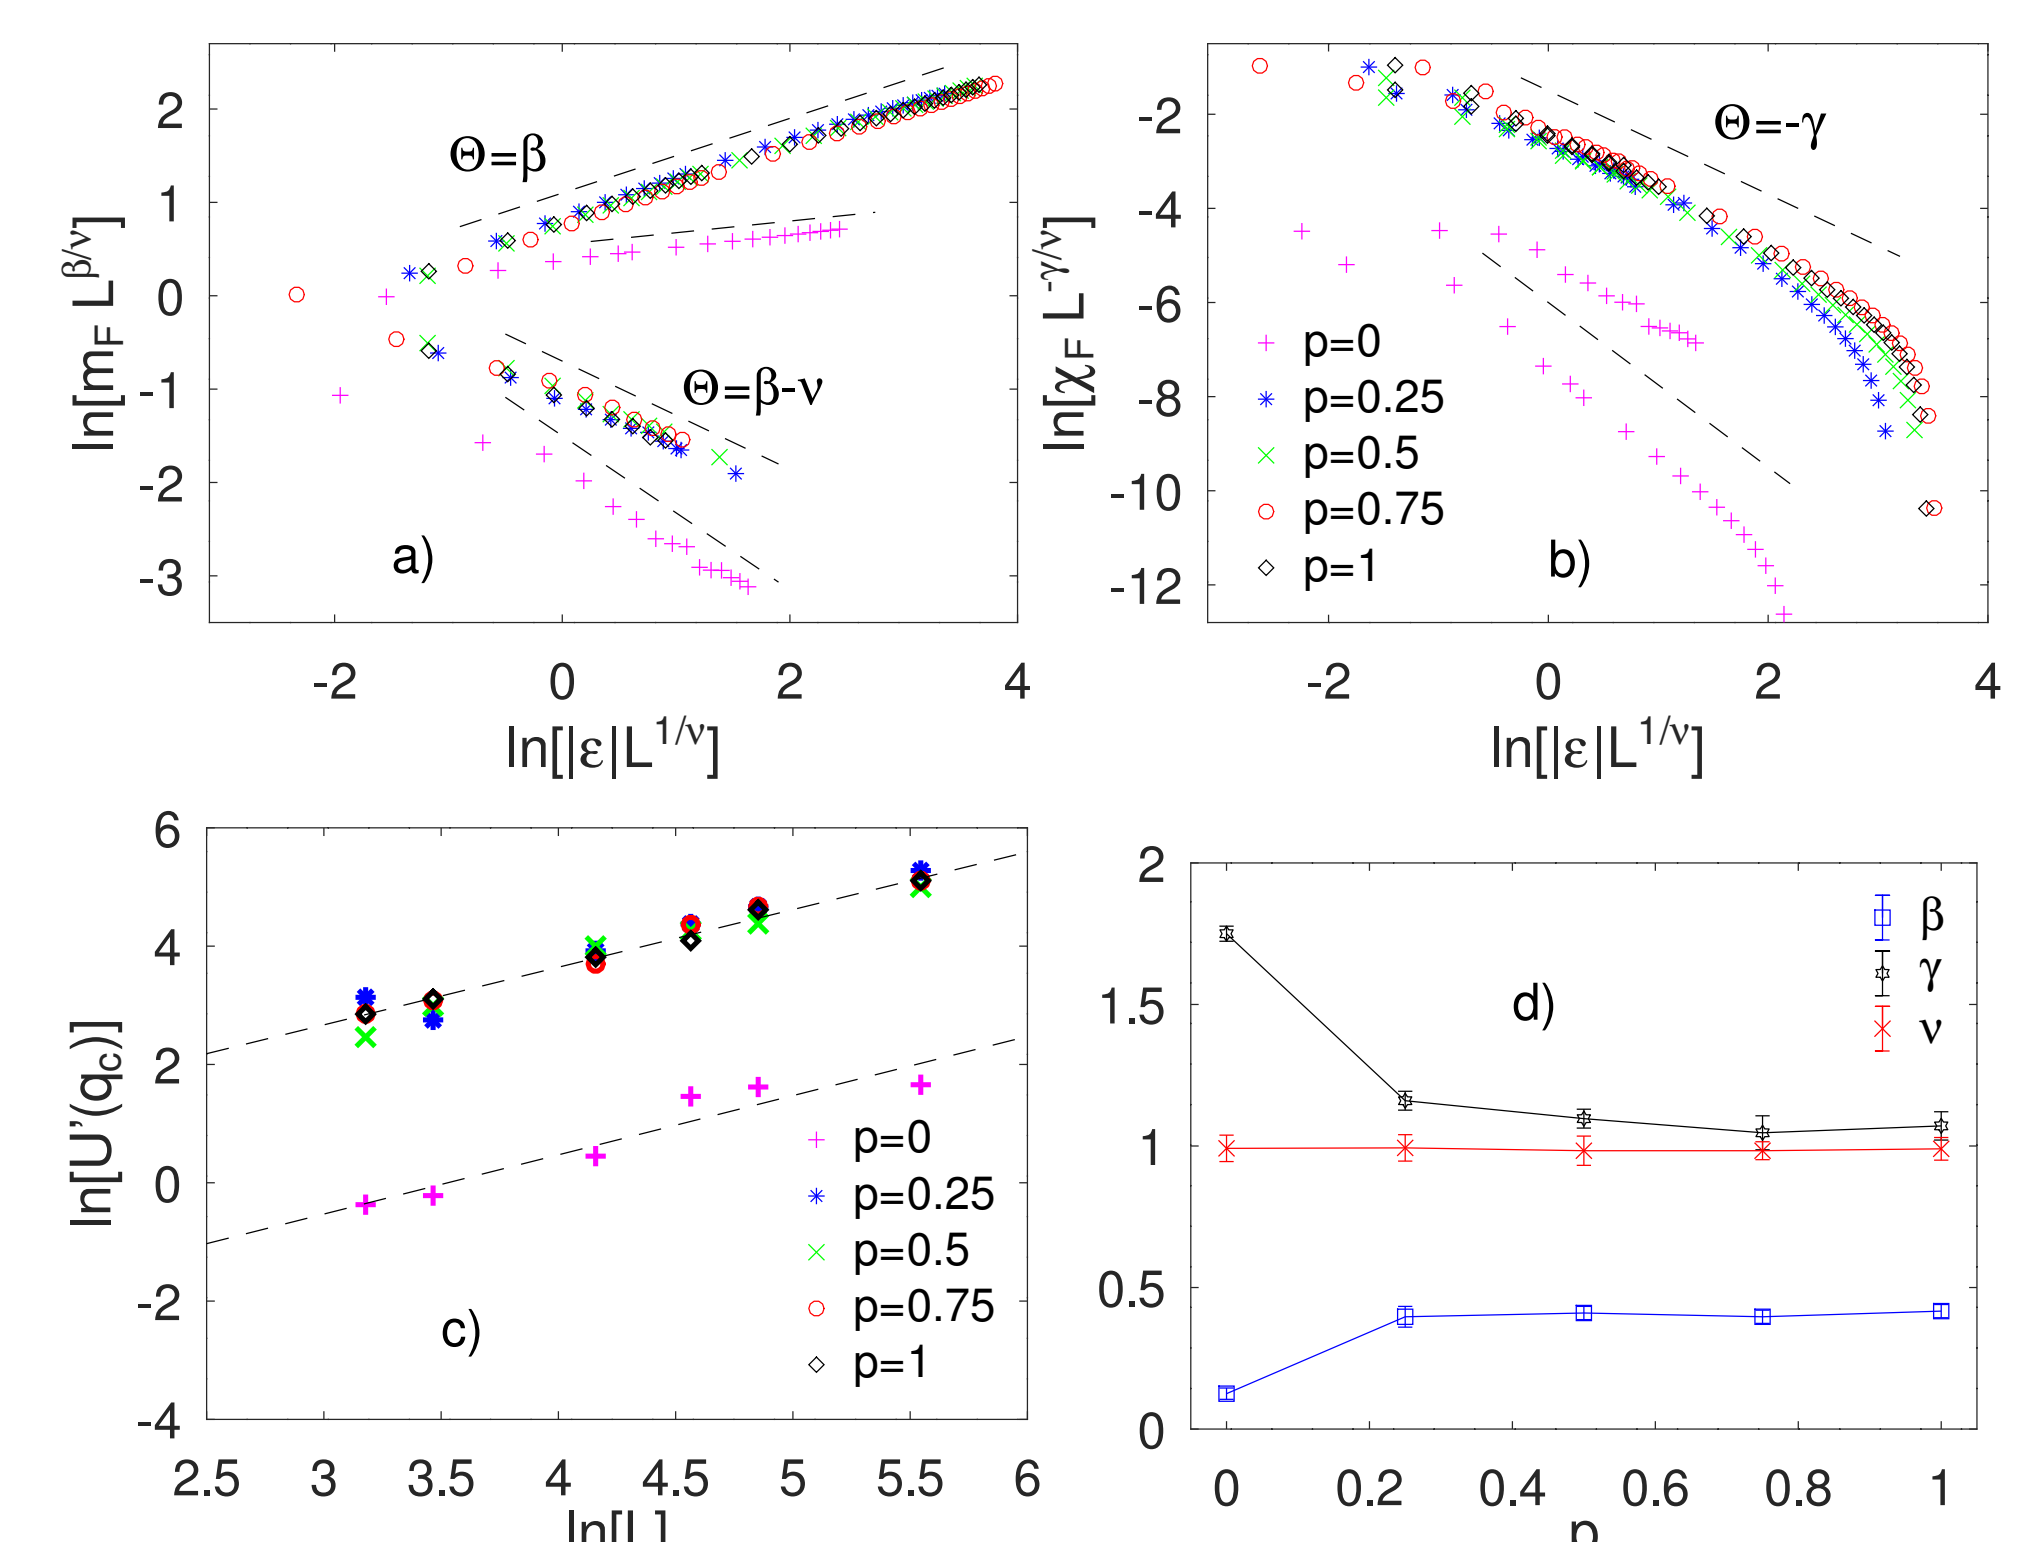 ln[m_F L^{β/ν}]
2
1
0
-1
-2
-3
Θ=β
Θ=β-ν
a)
-2 0 2 4
ln[|ε|L^{1/ν}]
ln[χ_F L^{-γ/ν}]
-2
-4
-6
-8
-10
-12
Θ=-γ
p=0
p=0.25
p=0.5
p=0.75
p=1
b)
-2 0 2 4
ln[|ε|L^{1/ν}]
ln[U'(q_c)]
6
4
2
0
-2
-4
p=0
p=0.25
p=0.5
p=0.75
p=1
c)
2.5 3 3.5 4 4.5 5 5.5 6
ln[L]
2
1.5
1
0.5
0
d)
β
γ
ν
0 0.2 0.4 0.6 0.8 1
p